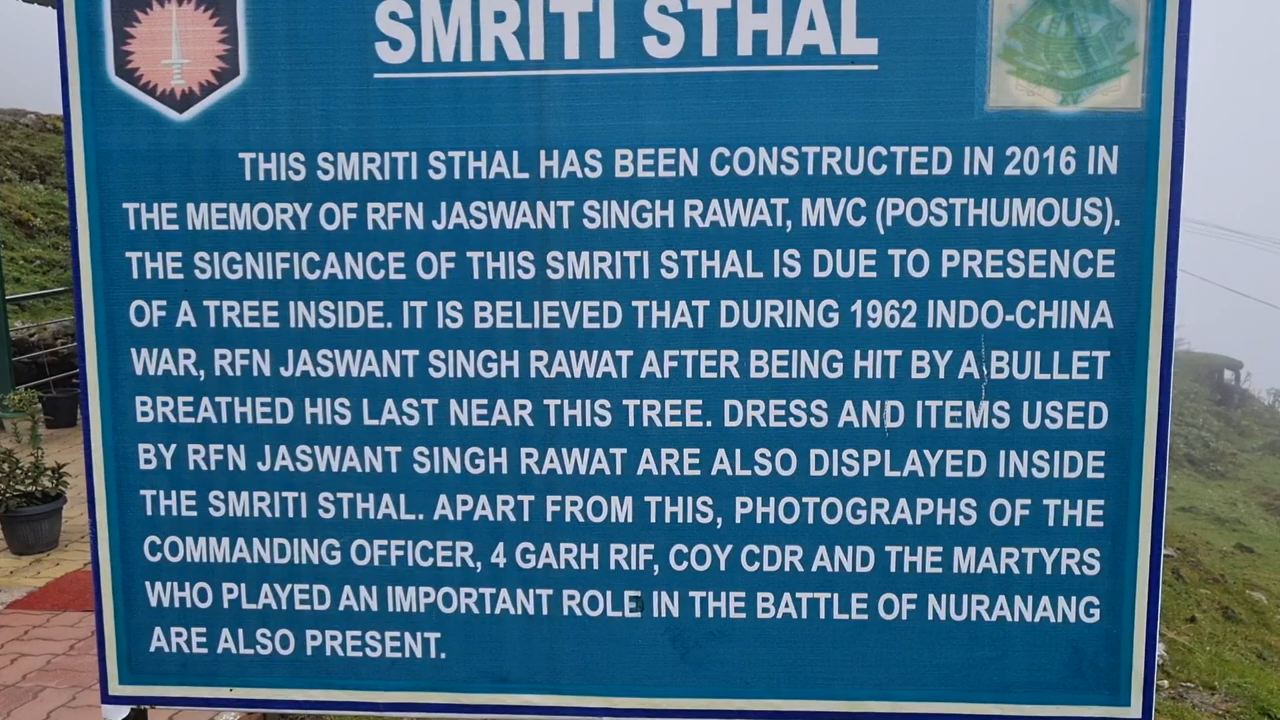 SMRITI STHAL
THIS SMRITI STHAL HAS BEEN CONSTRUCTED IN 2016 IN
THE MEMORY OF RFN JASWANT SINGH RAWAT, MVC (POSTHUMOUS).
THE SIGNIFICANCE OF THIS SMRITI STHAL IS DUE TO PRESENCE
OF A TREE INSIDE. IT IS BELIEVED THAT DURING 1962 INDO-CHINA
WAR, RFN JASWANT SINGH RAWAT AFTER BEING HIT BY A BULLET
BREATHED HIS LAST NEAR THIS TREE. DRESS AND ITEMS USED
BY RFN JASWANT SINGH RAWAT ARE ALSO DISPLAYED INSIDE
THE SMRITI STHAL. APART FROM THIS, PHOTOGRAPHS OF THE
COMMANDING OFFICER, 4 GARH RIF, COY CDR AND THE MARTYRS
WHO PLAYED AN IMPORTANT ROLE IN THE BATTLE OF NURANANG
ARE ALSO PRESENT.